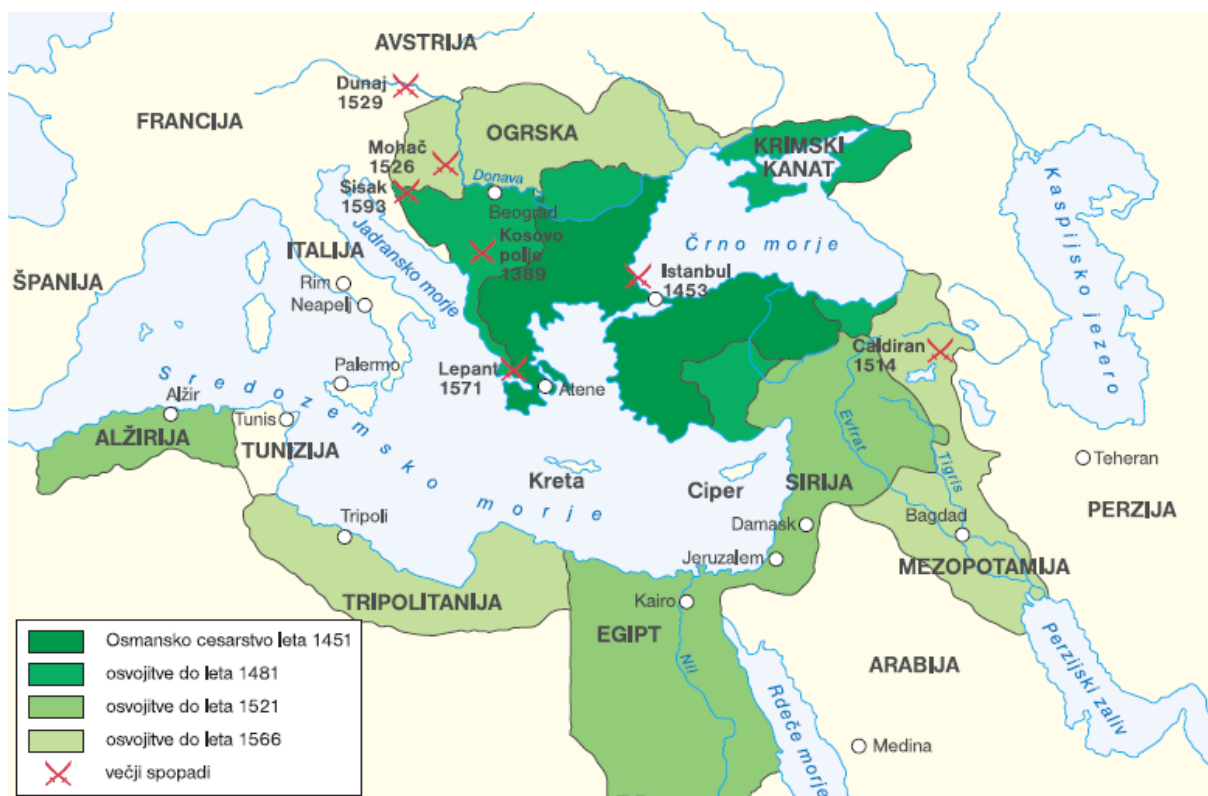 AVSTRIJA
Dunaj
1529
FRANCIJA
OGRSKA
KRIMSKI
KANAT
Mohač
1526
Donava
Sisak
1593
Beograd
Kosovo
polje
1389
Kaspijsko jezero
Jadransko morje
Črno morje
ITALIJA
Istanbul
1453
ŠPANIJA
Rim
Neapelj
Caldiran
1514
Palermo
Lepant
1571
Atene
Sredozemsko morje
Alžir
Tunis
ALŽIRIJA
TUNIZIJA
Evfrat
Tigris
Teheran
Kreta
Ciper
SIRIJA
PERZIJA
Tripoli
Damask
Bagdad
Jeruzalem
MEZOPOTAMIJA
TRIPOLITANIJA
Kairo
EGIPT
Nil
ARABIJA
Perzijski zaliv
Rdeče morje
Medina
Osmansko cesarstvo leta 1451
osvojitve do leta 1481
osvojitve do leta 1521
osvojitve do leta 1566
večji spopadi